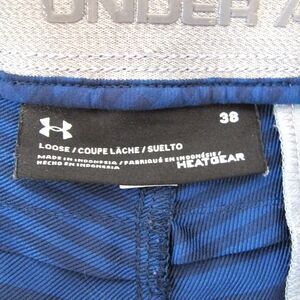 UNDER A
38
LOOSE / COUPE LÂCHE / SUELTO
MADE IN INDONESIA / FABRIQUÉ EN INDONÉSIE /
HECHO EN INDONESIA
HEATGEAR